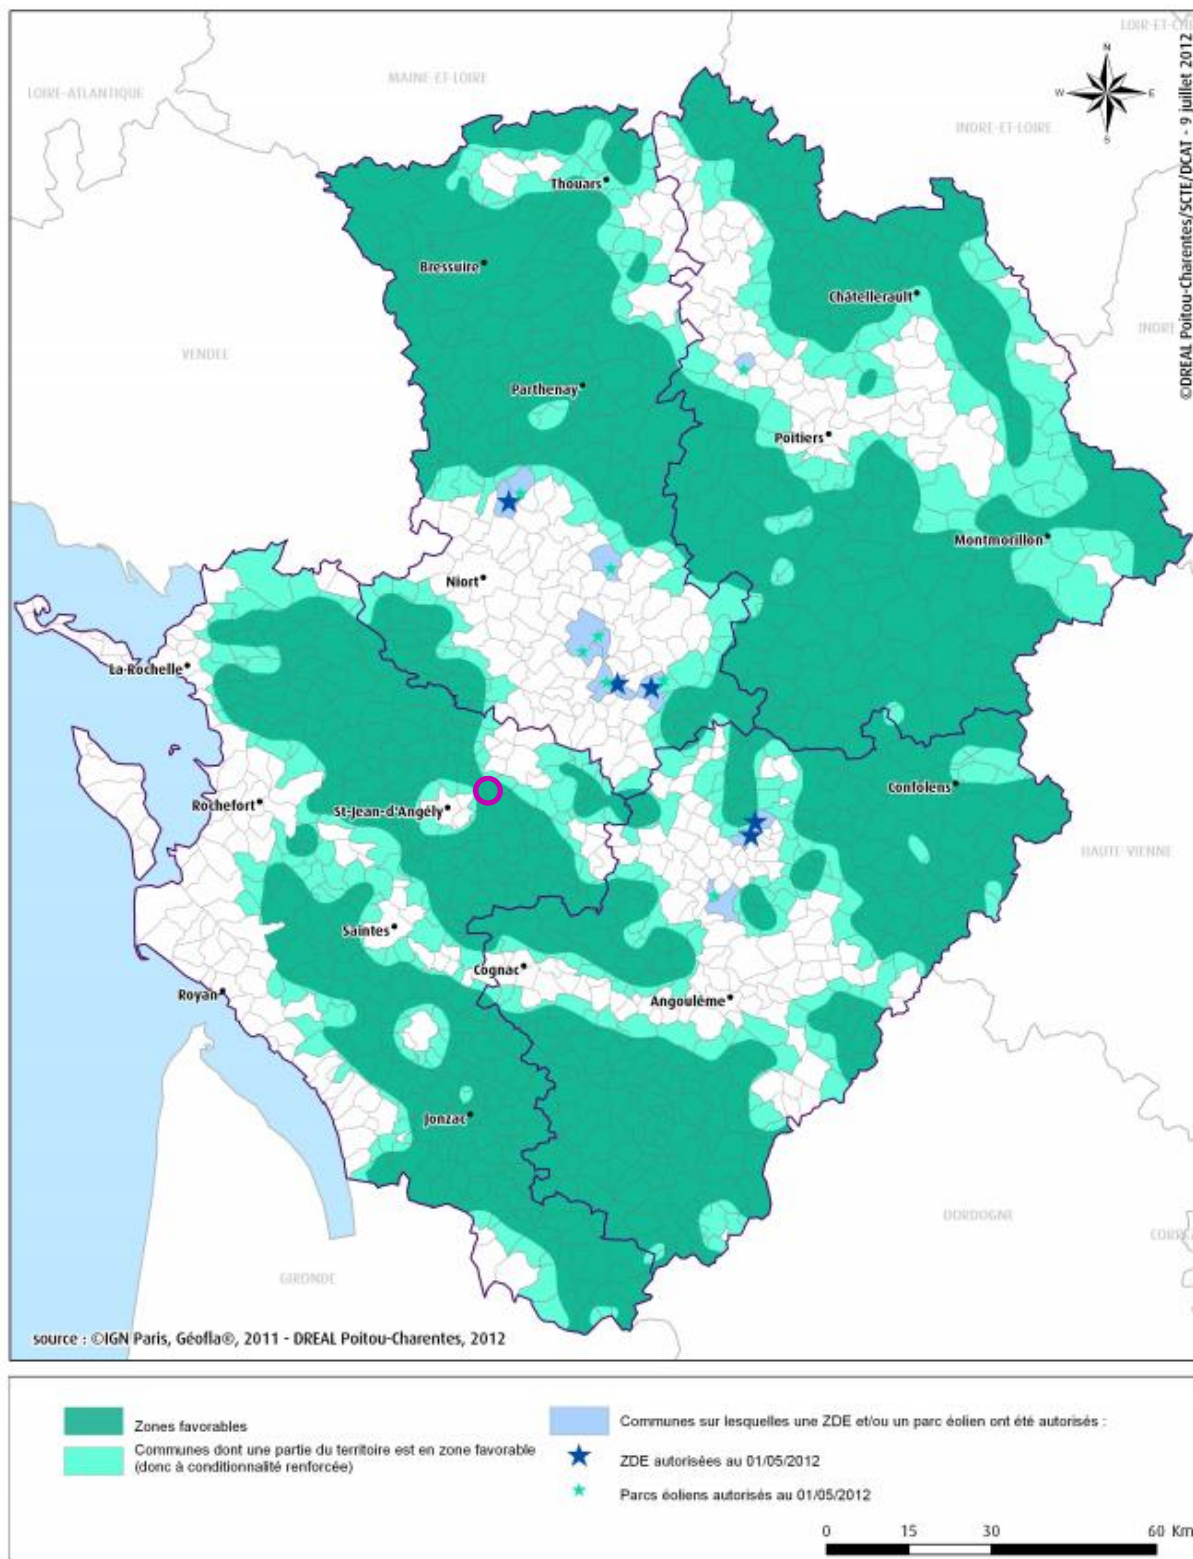 LOIR-ET-CHER
MAINE-ET-LOIRE
LOIRE-ATLANTIQUE
N
W E
S
INDRE-ET-LOIRE
©DREAL Poitou-Charentes/SCTE/DCAT - 9 juillet 2012
Thouars
Bressuire
Châtellerault
INDRE
VENDEE
Parthenay
Poitiers
Montmorillon
Niort
La-Rochelle
Confolens
Rochefort
St-Jean-d'Angély
HAUTE-VIENNE
Saintes
Cognac
Royan
Angoulême
Jonzac
DORDOGNE
GIRONDE
source : ©IGN Paris, Géofla®, 2011 - DREAL Poitou-Charentes, 2012
Zones favorables
Communes dont une partie du territoire est en zone favorable
(donc à conditionnalité renforcée)
Communes sur lesquelles une ZDE et/ou un parc éolien ont été autorisés :
ZDE autorisées au 01/05/2012
Parcs éoliens autorisés au 01/05/2012
0 15 30 60 Km